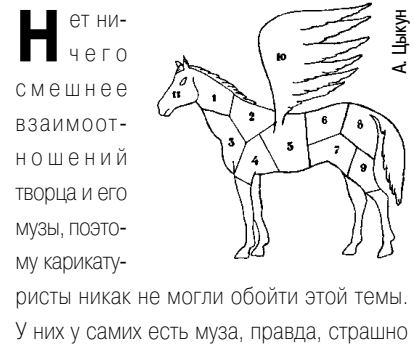 Нет ни-
чего
смешнее
взаимоот-
ношений
творца и его
музы, поэто-
му карикату-
ристы никак не могли обойти этой темы.
У них у самих есть муза, правда, страшно
А. Цыкун
10
11
1
2
3
4
5
6
7
8
9